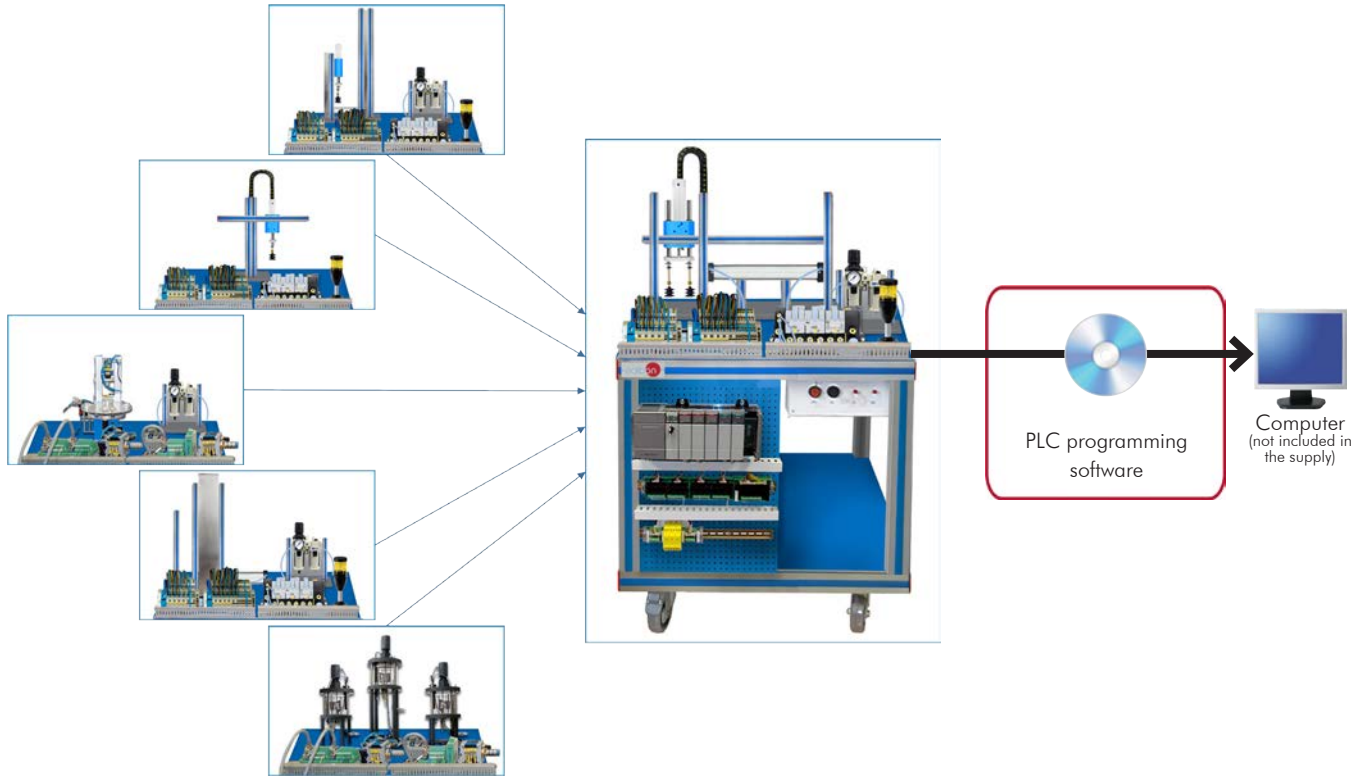 PLC programming
software
Computer
(not included in
the supply)